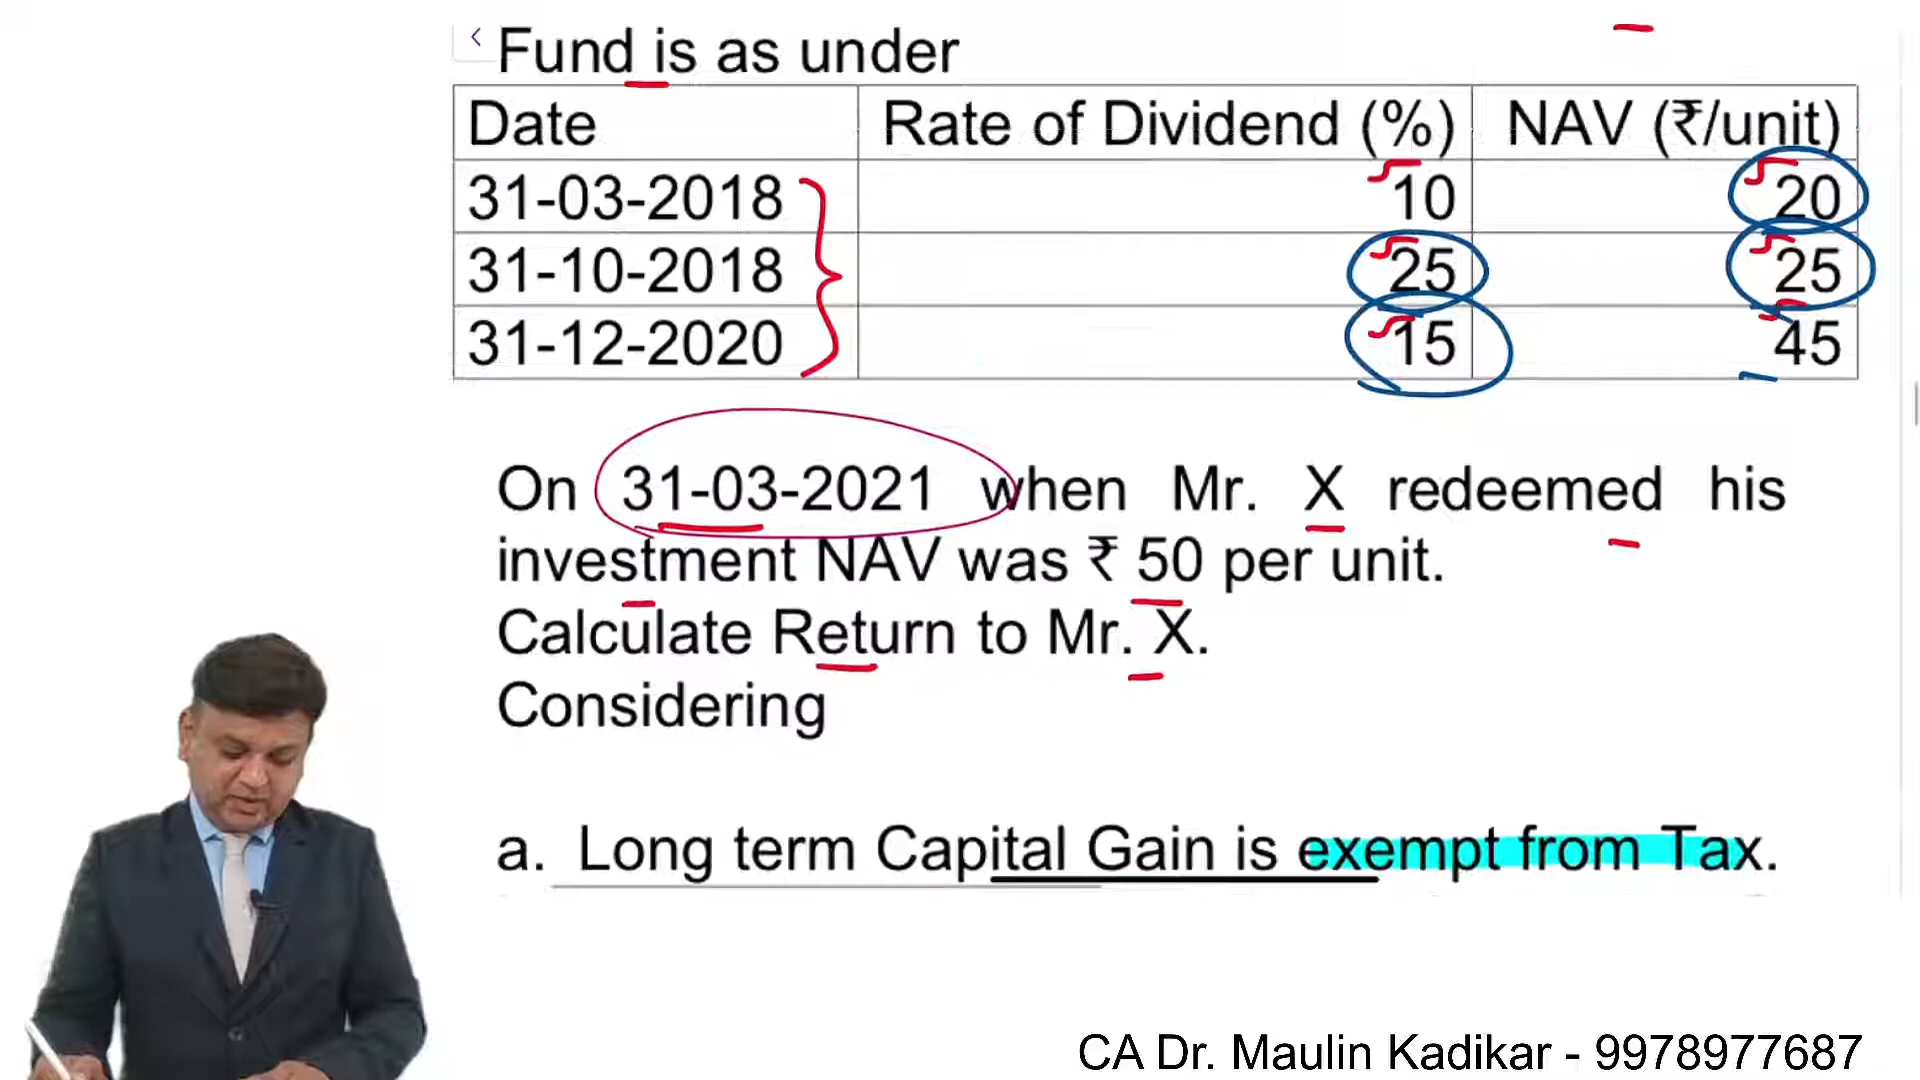 Fund is as under
Date Rate of Dividend (%) NAV (₹/unit)
31-03-2018 10 20
31-10-2018 25 25
31-12-2020 15 45
On 31-03-2021 when Mr. X redeemed his
investment NAV was ₹ 50 per unit.
Calculate Return to Mr. X.
Considering
a. Long term Capital Gain is exempt from Tax.
CA Dr. Maulin Kadikar - 9978977687